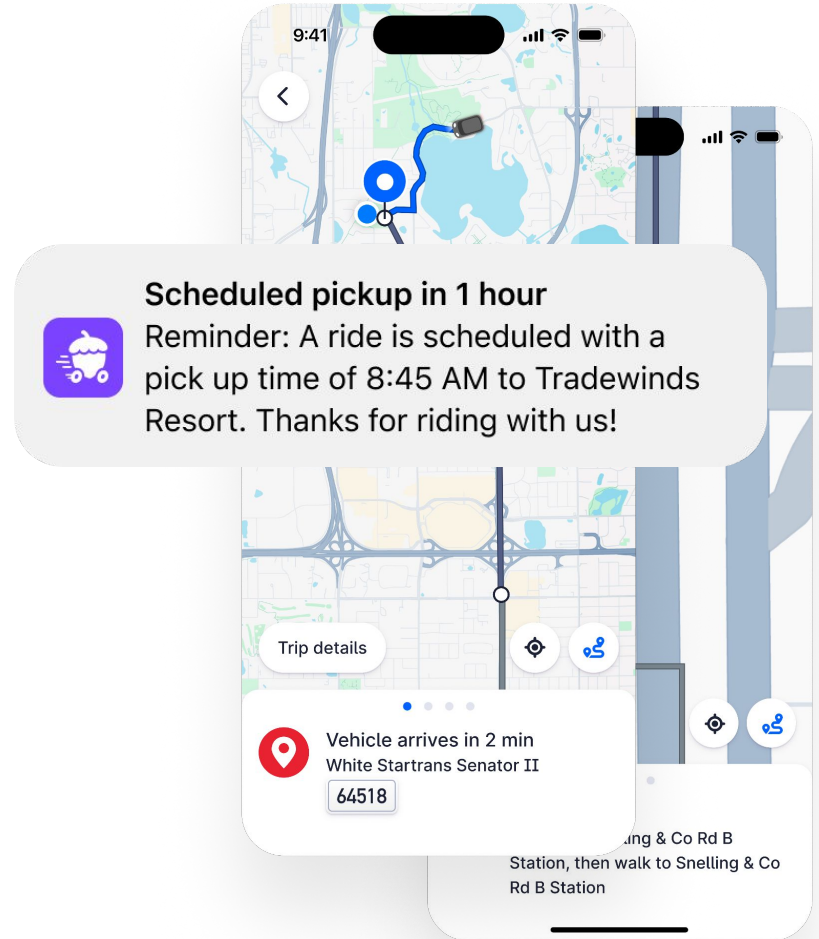 9:41
Scheduled pickup in 1 hour
Reminder: A ride is scheduled with a
pick up time of 8:45 AM to Tradewinds
Resort. Thanks for riding with us!
Trip details
Vehicle arrives in 2 min
White Startrans Senator II
64518
& Co Rd B
Station, then walk to Snelling & Co
Rd B Station